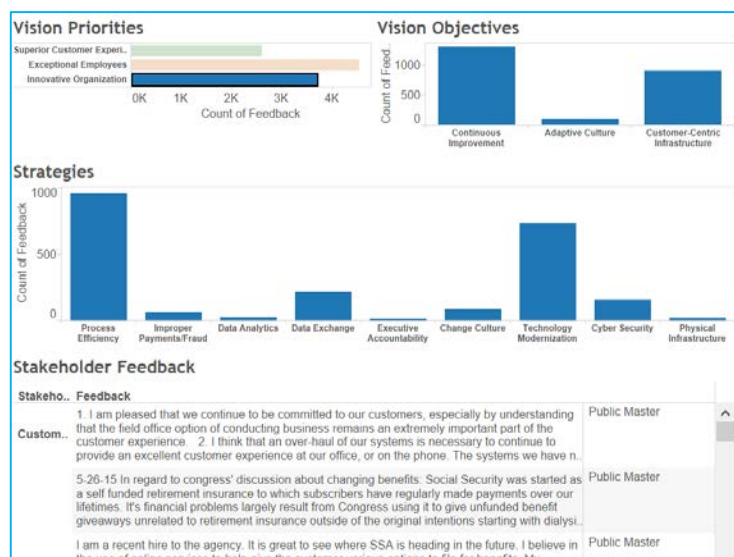 Vision Priorities
Superior Customer Experi..
Exceptional Employees
Innovative Organization
0K 1K 2K 3K 4K
Count of Feedback
Vision Objectives
Count of Feed..
1000
500
0
Continuous
Improvement
Adaptive Culture
Customer-Centric
Infrastructure
Strategies
Count of Feedback
1000
500
0
Process
Efficiency
Improper
Payments/Fraud
Data Analytics
Data Exchange
Executive
Accountability
Change Culture
Technology
Modernization
Cyber Security
Physical
Infrastructure
Stakeholder Feedback
Stakeho.. Feedback
Custom..
1. I am pleased that we continue to be committed to our customers, especially by understanding
that the field office option of conducting business remains an extremely important part of the
customer experience. 2. I think that an over-haul of our systems is necessary to continue to
provide an excellent customer experience at our office, or on the phone. The systems we have n..
Public Master
5-26-15 In regard to congress' discussion about changing benefits: Social Security was started as
a self funded retirement insurance to which subscribers have regularly made payments over our
lifetimes. It's financial problems largely result from Congress using it to give unfunded benefit
giveaways unrelated to retirement insurance outside of the original intentions starting with dialysi..
Public Master
I am a recent hire to the agency. It is great to see where SSA is heading in the future. I believe in
Public Master